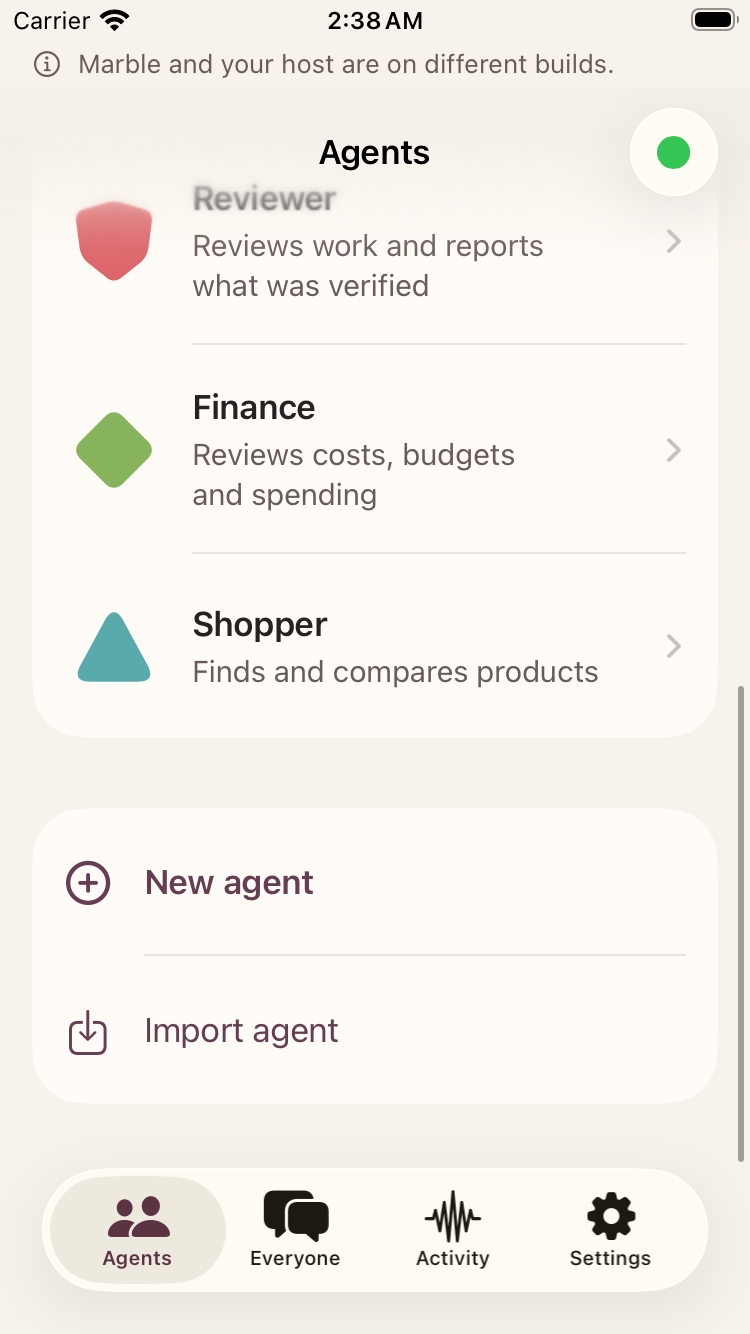 Carrier
2:38 AM
Marble and your host are on different builds.
Agents
Reviewer
Reviews work and reports
what was verified
Finance
Reviews costs, budgets
and spending
Shopper
Finds and compares products
New agent
Import agent
Agents
Everyone
Activity
Settings